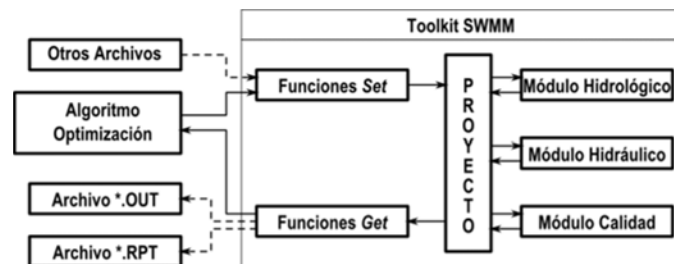 Toolkit SWMM
Otros Archivos
Algoritmo
Optimización
Archivo *.OUT
Archivo *.RPT
Funciones Set
Funciones Get
P
R
O
Y
E
C
T
O
Módulo Hidrológico
Módulo Hidráulico
Módulo Calidad